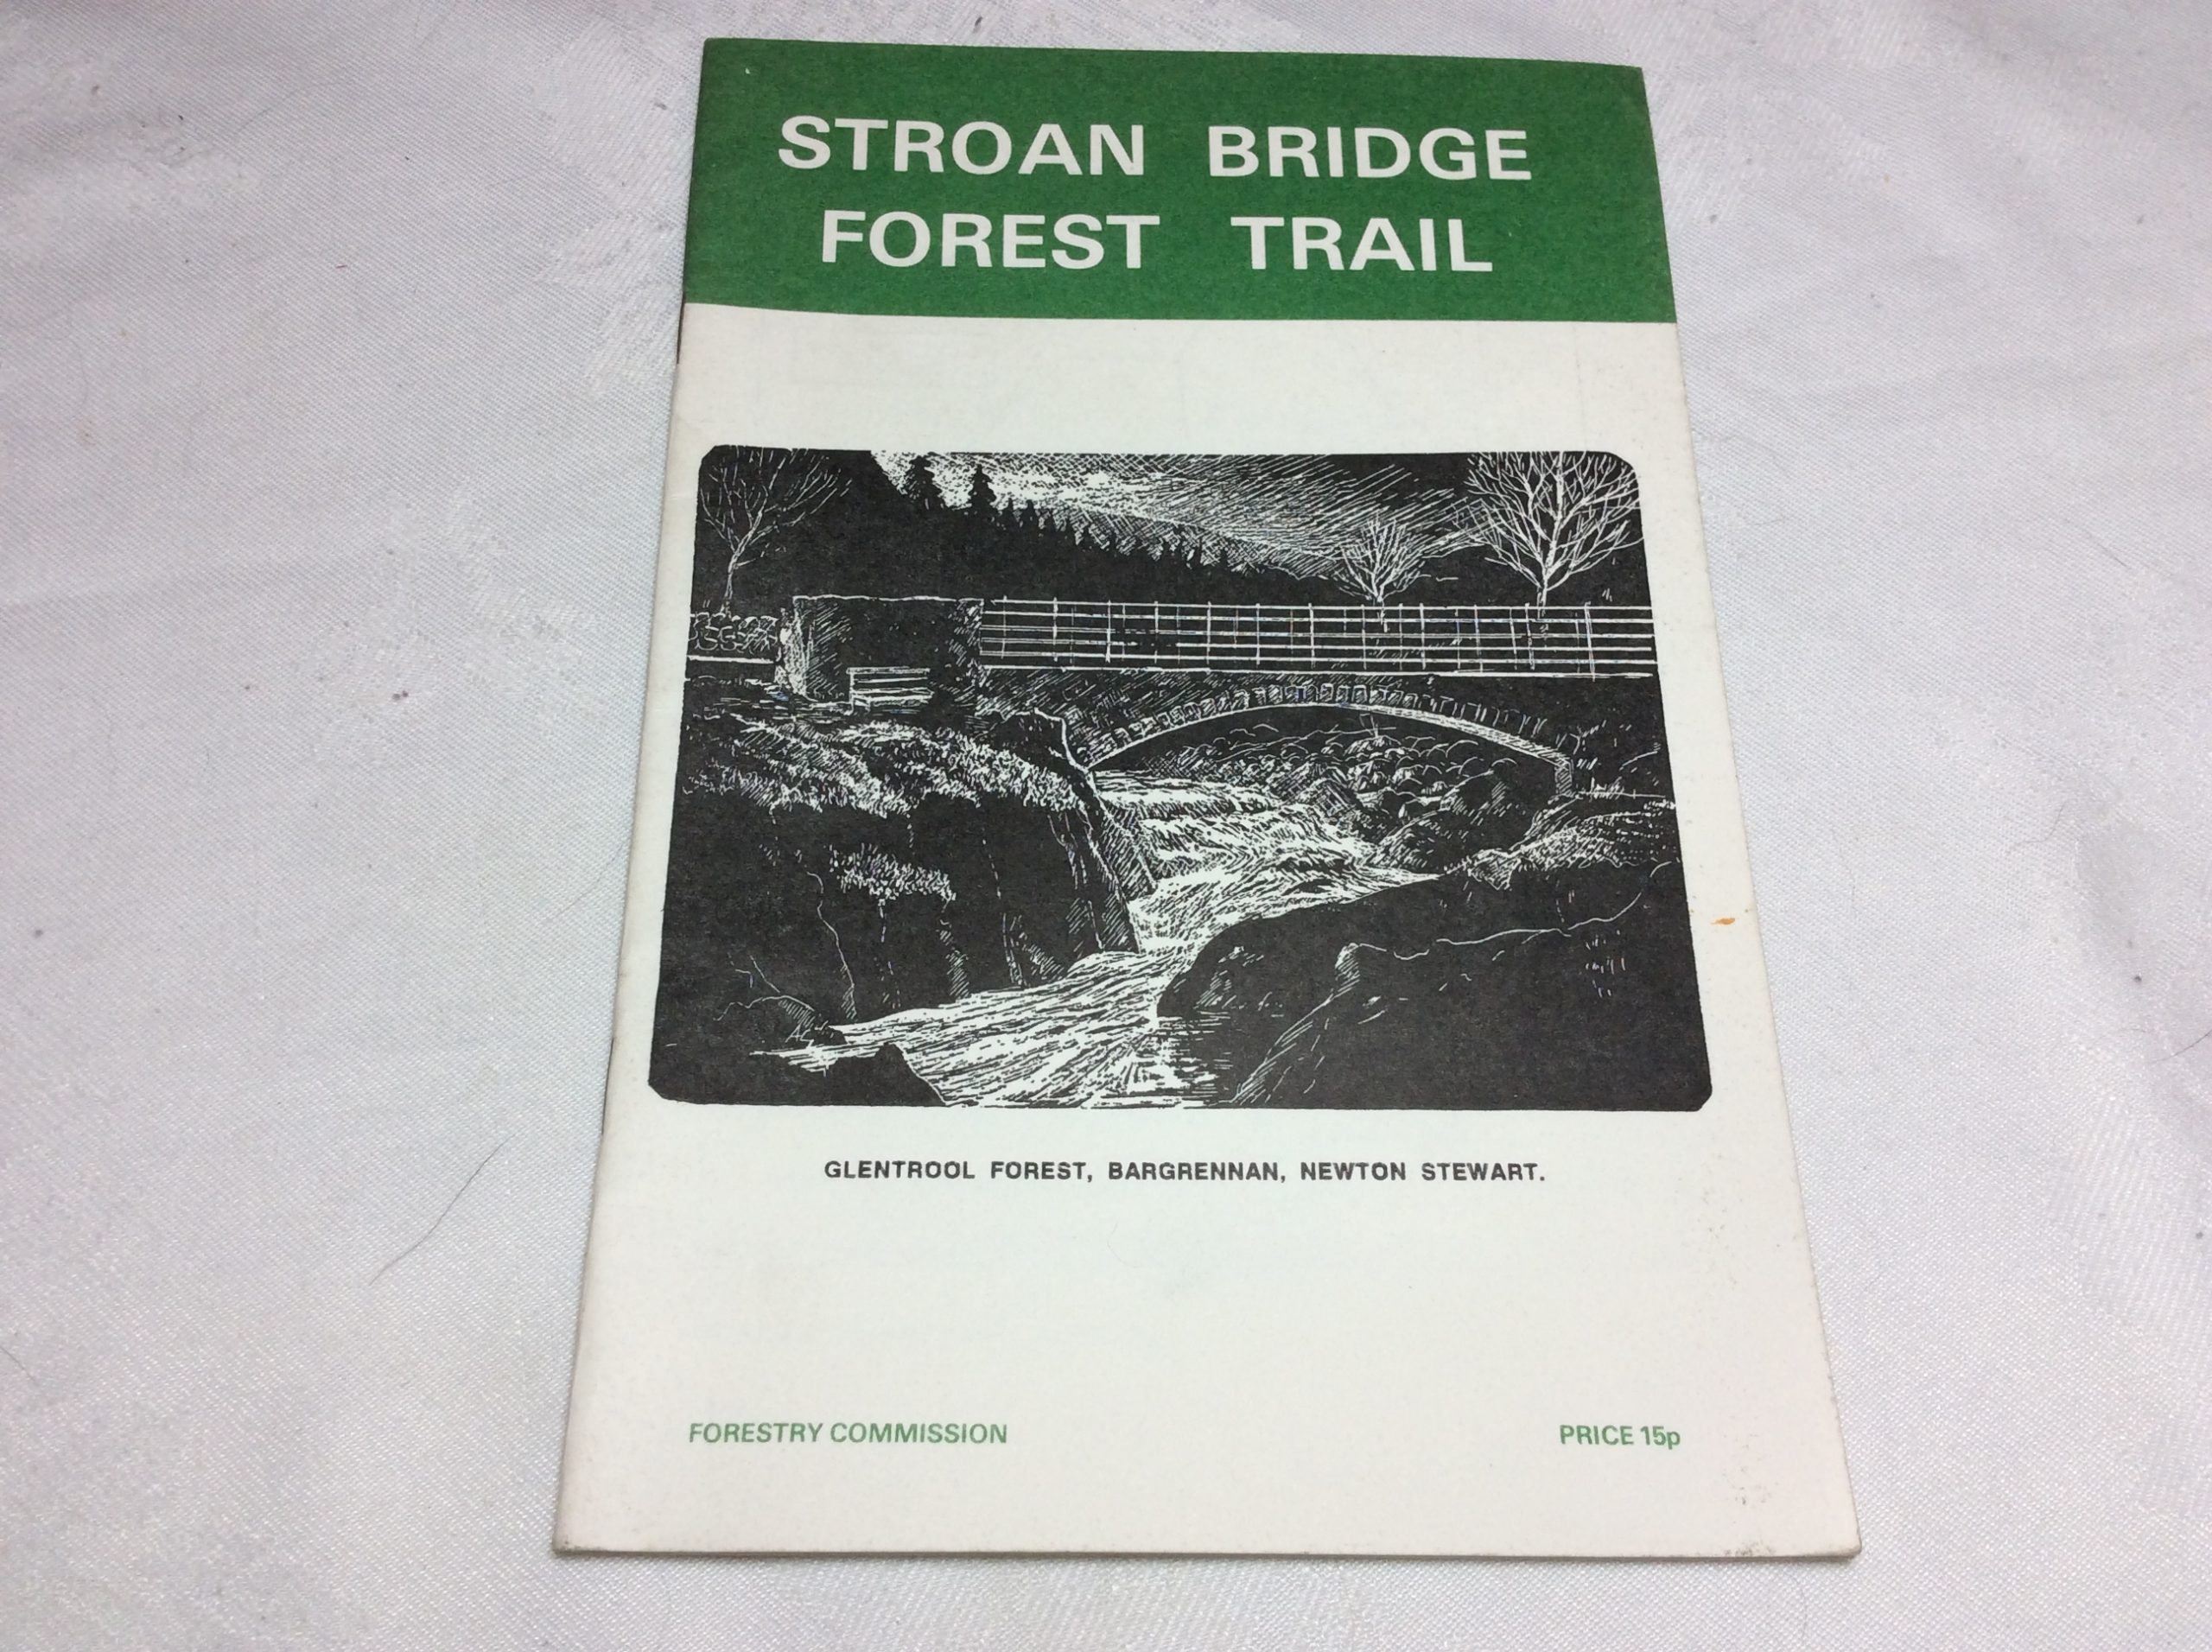 STROAN BRIDGE
FOREST TRAIL
GLENTROOL FOREST, BARGRENNAN, NEWTON STEWART.
FORESTRY COMMISSION
PRICE 15p